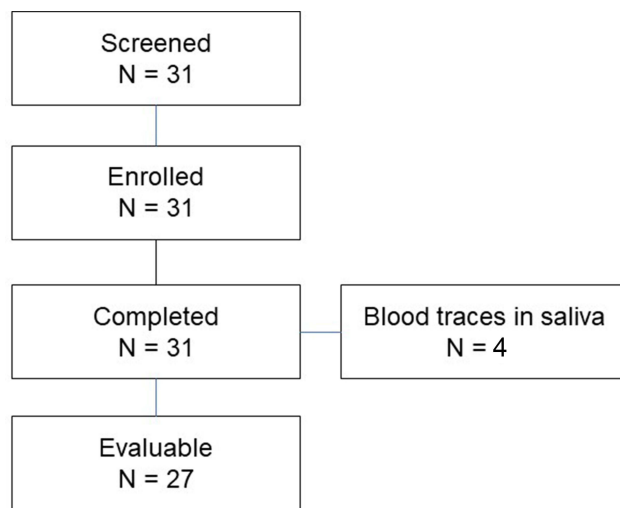 Screened
N = 31
Enrolled
N = 31
Completed
N = 31
Blood traces in saliva
N = 4
Evaluable
N = 27